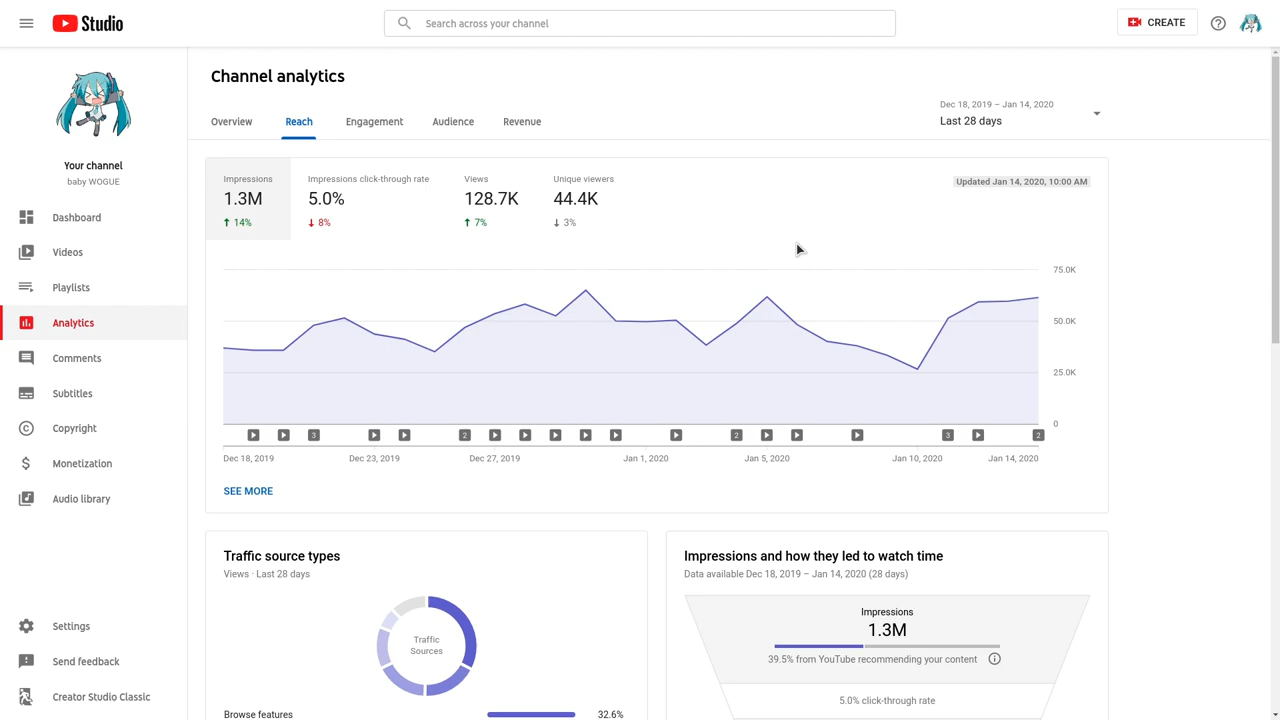 Studio
Search across your channel
CREATE
Your channel
baby WOGUE
Dashboard
Videos
Playlists
Analytics
Comments
Subtitles
Copyright
Monetization
Audio library
Settings
Send feedback
Creator Studio Classic
Channel analytics
Overview Reach Engagement Audience Revenue
Dec 18, 2019 – Jan 14, 2020
Last 28 days
Impressions
1.3M
14%
Impressions click-through rate
5.0%
8%
Views
128.7K
7%
Unique viewers
44.4K
3%
Updated Jan 14, 2020, 10:00 AM
75.0K
50.0K
25.0K
0
3 2 2 3 2
Dec 18, 2019 Dec 23, 2019 Dec 27, 2019 Jan 1, 2020 Jan 5, 2020 Jan 10, 2020 Jan 14, 2020
SEE MORE
Traffic source types
Views · Last 28 days
Traffic
Sources
Browse features 32.6%
Impressions and how they led to watch time
Data available Dec 18, 2019 – Jan 14, 2020 (28 days)
Impressions
1.3M
39.5% from YouTube recommending your content
5.0% click-through rate